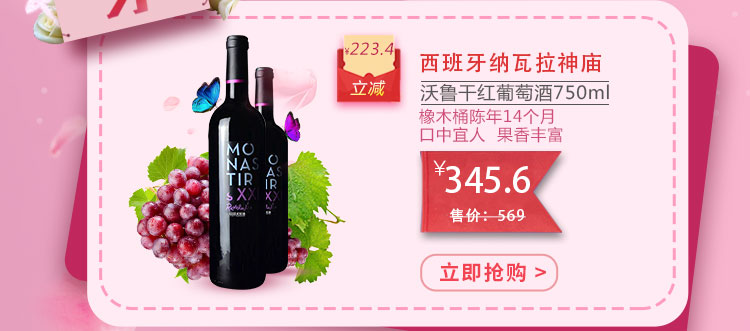 ¥223.4
立减
西班牙纳瓦拉神庙
沃鲁干红葡萄酒750ml
橡木桶陈年14个月
口中宜人 果香丰富
¥345.6
售价：569
立即抢购 >
MO
NAS
TIR
XX